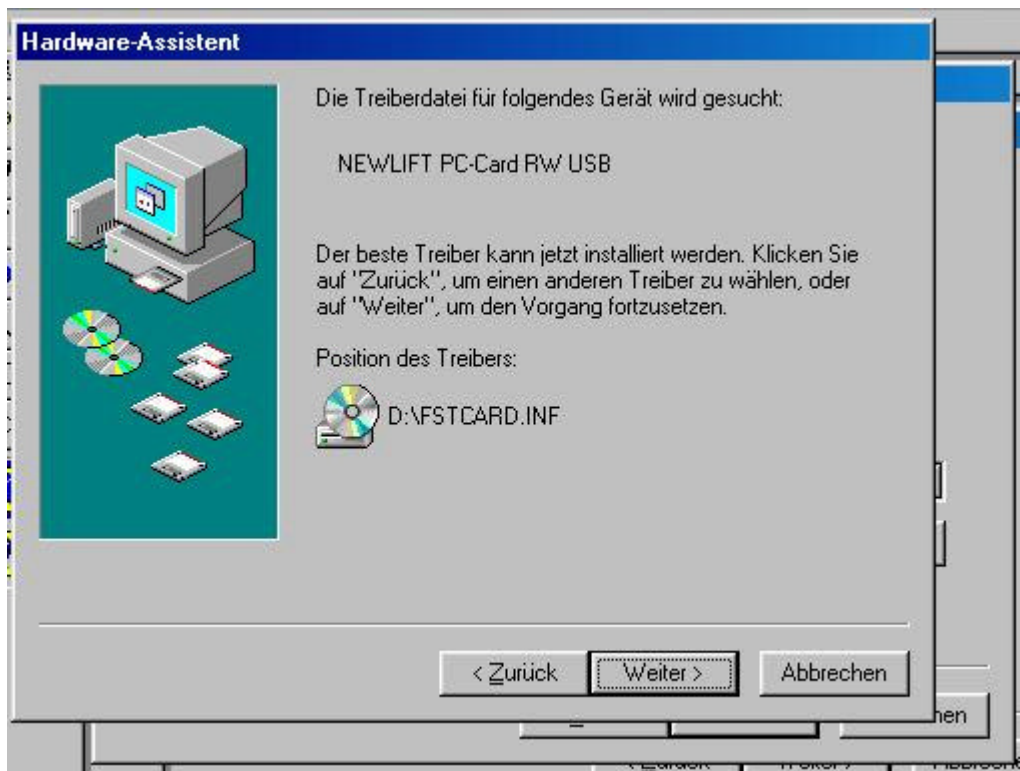 Hardware-Assistent
Die Treiberdatei für folgendes Gerät wird gesucht:
NEWLIFT PC-Card RW USB
Der beste Treiber kann jetzt installiert werden. Klicken Sie
auf "Zurück", um einen anderen Treiber zu wählen, oder
auf "Weiter", um den Vorgang fortzusetzen.
Position des Treibers:
D:\FSTCARD.INF
< Zurück Weiter > Abbrechen
hen